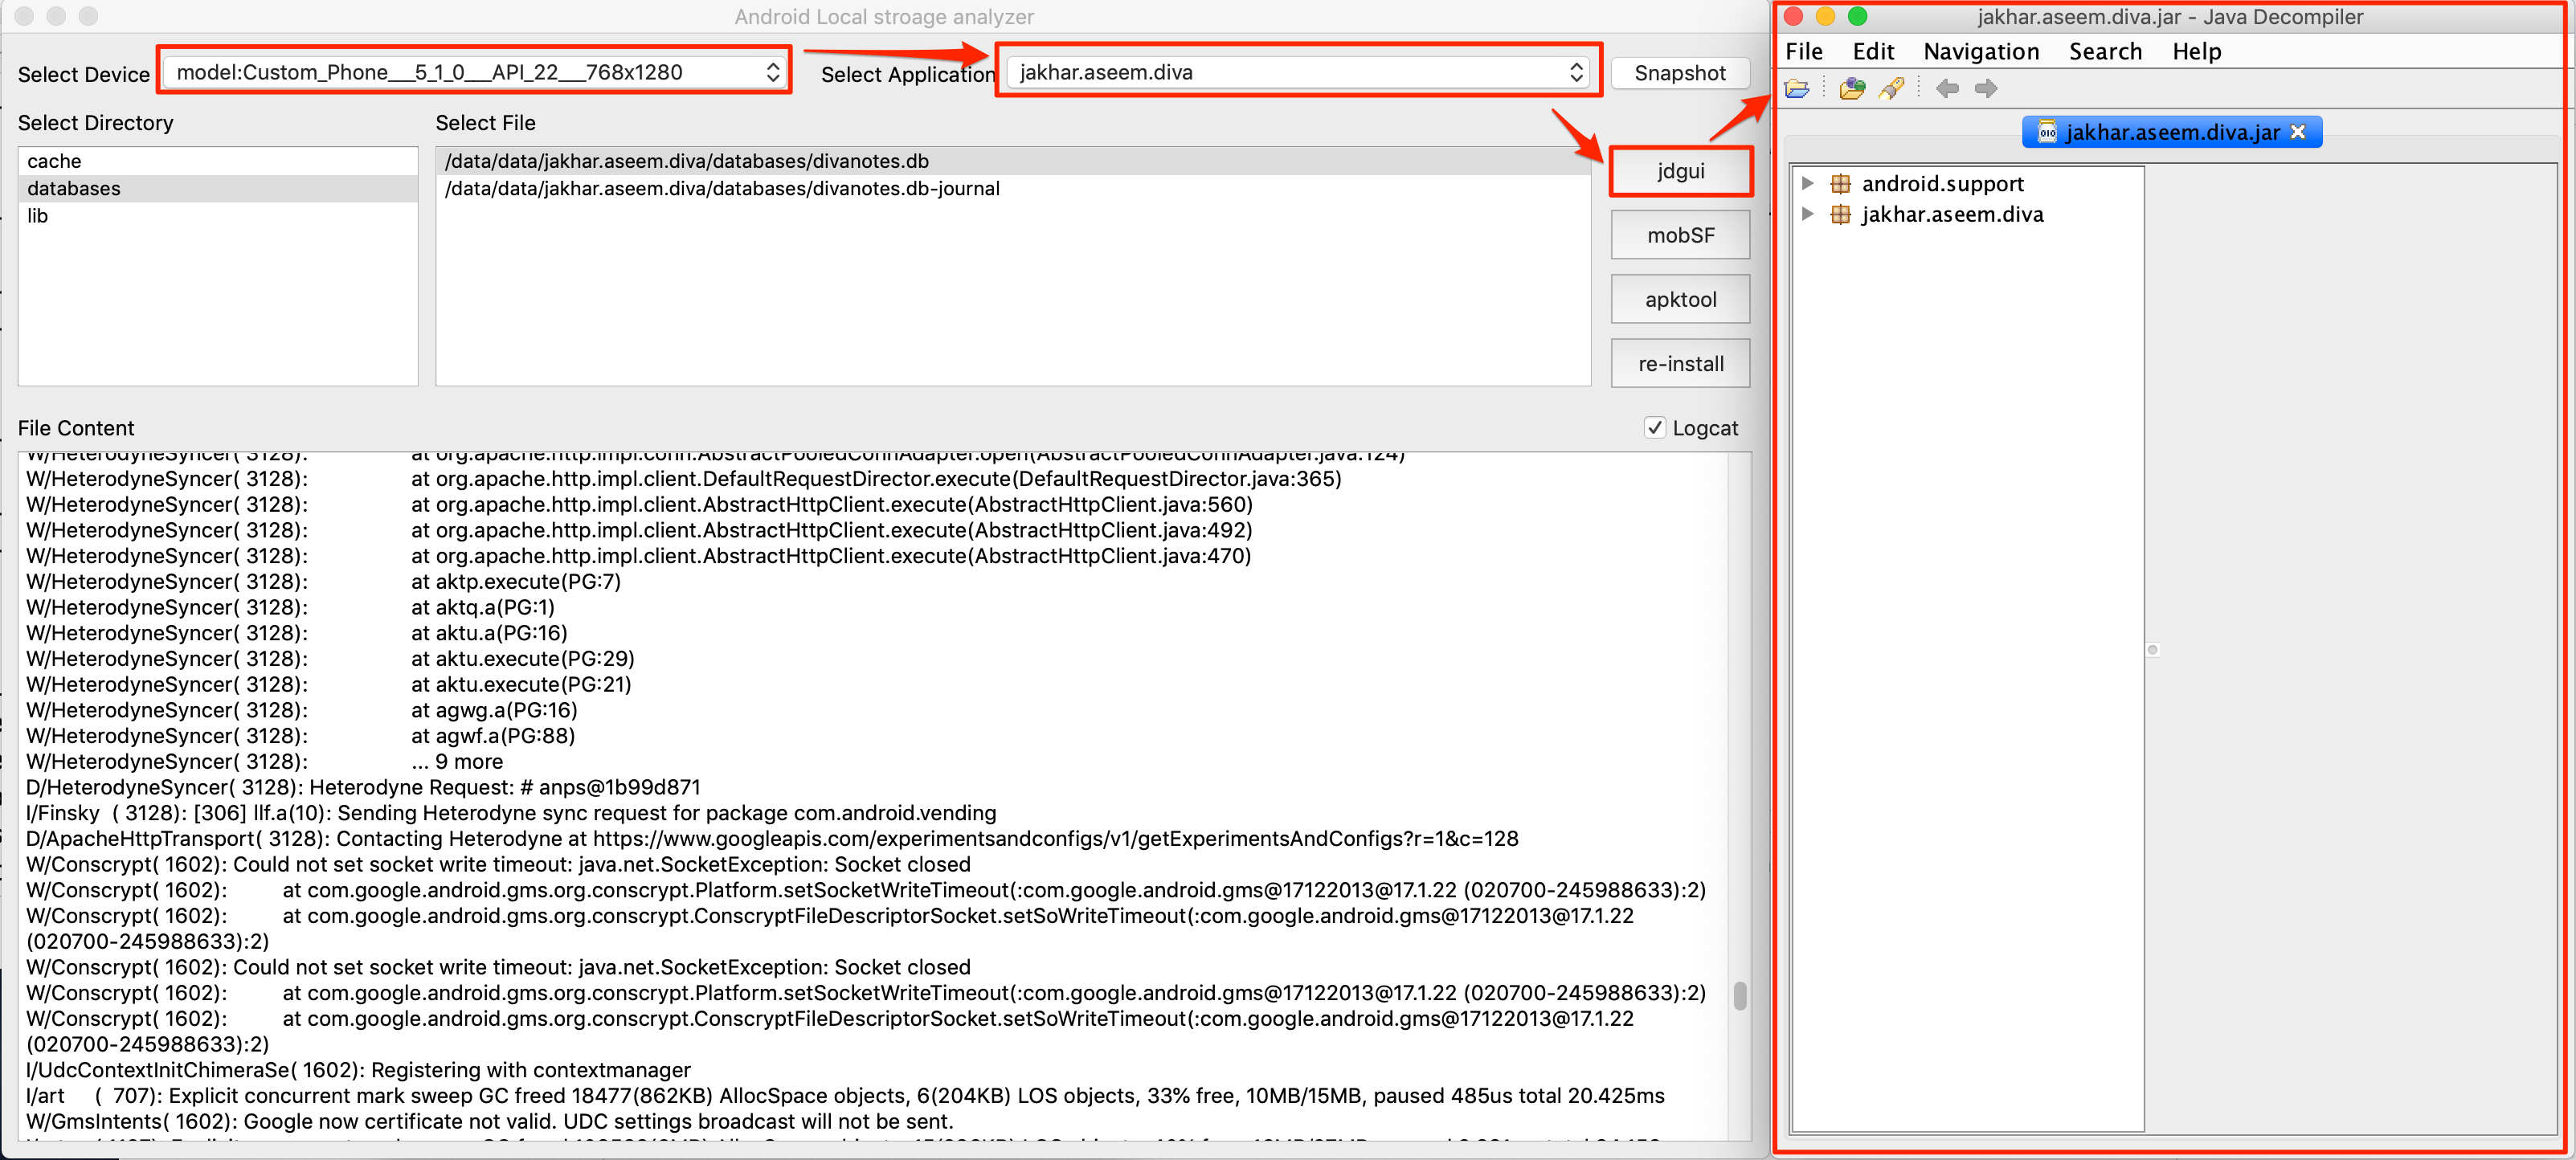 Android Local stroage analyzer
Select Device model:Custom_Phone___5_1_0___API_22___768x1280 Select Application jakhar.aseem.diva Snapshot
Select Directory Select File
cache
databases
lib
/data/data/jakhar.aseem.diva/databases/divanotes.db
/data/data/jakhar.aseem.diva/databases/divanotes.db-journal
jdgui
mobSF
apktool
re-install
File Content Logcat
W/HeterodyneSyncer( 3128): at org.apache.http.impl.conn.AbstractPooledConnAdapter.open(AbstractPooledConnAdapter.java:124)
W/HeterodyneSyncer( 3128): at org.apache.http.impl.client.DefaultRequestDirector.execute(DefaultRequestDirector.java:365)
W/HeterodyneSyncer( 3128): at org.apache.http.impl.client.AbstractHttpClient.execute(AbstractHttpClient.java:560)
W/HeterodyneSyncer( 3128): at org.apache.http.impl.client.AbstractHttpClient.execute(AbstractHttpClient.java:492)
W/HeterodyneSyncer( 3128): at org.apache.http.impl.client.AbstractHttpClient.execute(AbstractHttpClient.java:470)
W/HeterodyneSyncer( 3128): at aktp.execute(PG:7)
W/HeterodyneSyncer( 3128): at aktq.a(PG:1)
W/HeterodyneSyncer( 3128): at aktu.a(PG:16)
W/HeterodyneSyncer( 3128): at aktu.execute(PG:29)
W/HeterodyneSyncer( 3128): at aktu.execute(PG:21)
W/HeterodyneSyncer( 3128): at agwg.a(PG:16)
W/HeterodyneSyncer( 3128): at agwf.a(PG:88)
W/HeterodyneSyncer( 3128): ... 9 more
D/HeterodyneSyncer( 3128): Heterodyne Request: # anps@1b99d871
I/Finsky ( 3128): [306] llf.a(10): Sending Heterodyne sync request for package com.android.vending
D/ApacheHttpTransport( 3128): Contacting Heterodyne at https://www.googleapis.com/experimentsandconfigs/v1/getExperimentsAndConfigs?r=1&c=128
W/Conscrypt( 1602): Could not set socket write timeout: java.net.SocketException: Socket closed
W/Conscrypt( 1602): at com.google.android.gms.org.conscrypt.Platform.setSocketWriteTimeout(:com.google.android.gms@17122013@17.1.22 (020700-245988633):2)
W/Conscrypt( 1602): at com.google.android.gms.org.conscrypt.ConscryptFileDescriptorSocket.setSoWriteTimeout(:com.google.android.gms@17122013@17.1.22
(020700-245988633):2)
W/Conscrypt( 1602): Could not set socket write timeout: java.net.SocketException: Socket closed
W/Conscrypt( 1602): at com.google.android.gms.org.conscrypt.Platform.setSocketWriteTimeout(:com.google.android.gms@17122013@17.1.22 (020700-245988633):2)
W/Conscrypt( 1602): at com.google.android.gms.org.conscrypt.ConscryptFileDescriptorSocket.setSoWriteTimeout(:com.google.android.gms@17122013@17.1.22
(020700-245988633):2)
I/UdcContextInitChimeraSe( 1602): Registering with contextmanager
I/art ( 707): Explicit concurrent mark sweep GC freed 18477(862KB) AllocSpace objects, 6(204KB) LOS objects, 33% free, 10MB/15MB, paused 485us total 20.425ms
W/GmsIntents( 1602): Google now certificate not valid. UDC settings broadcast will not be sent.
jakhar.aseem.diva.jar - Java Decompiler
File Edit Navigation Search Help
jakhar.aseem.diva.jar
android.support
jakhar.aseem.diva